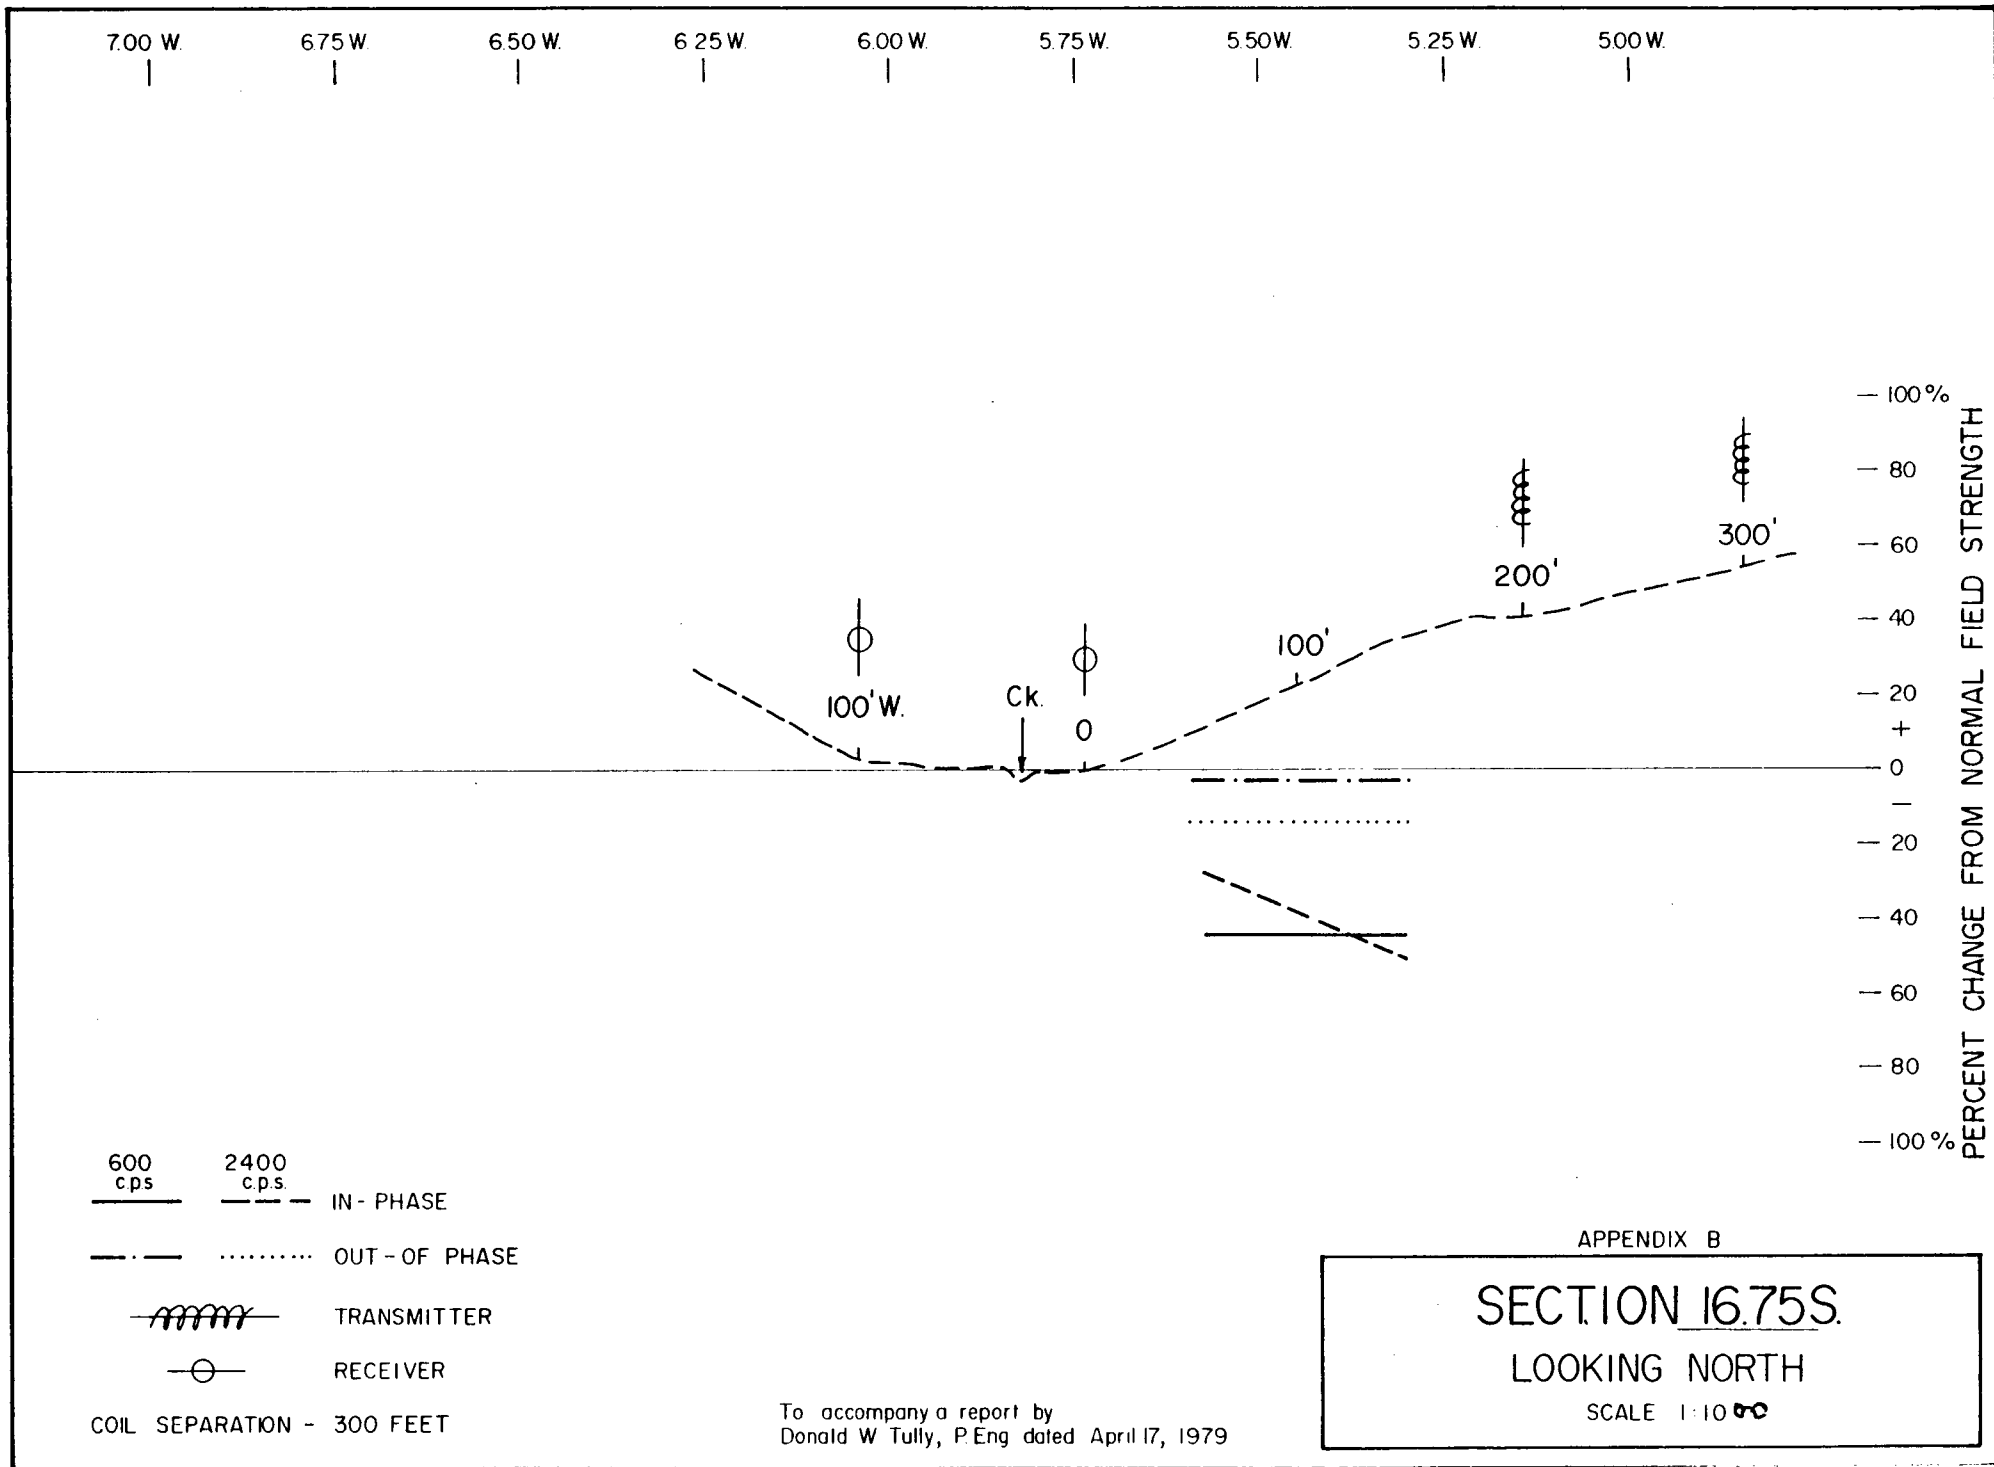 7.00 W. 6.75 W. 6.50 W. 6.25 W. 6.00 W. 5.75 W. 5.50 W. 5.25 W. 5.00 W.
100%
80
60
40
20
+
0
—
20
40
60
80
100%
PERCENT CHANGE FROM NORMAL FIELD STRENGTH
300'
200'
100'
100' W.
Ck.
0
600 2400
c.p.s c.p.s.
IN - PHASE
OUT - OF PHASE
TRANSMITTER
RECEIVER
COIL SEPARATION - 300 FEET
To accompany a report by
Donald W Tully, P. Eng dated April 17, 1979
APPENDIX B
SECTION 16.75S.
LOOKING NORTH
SCALE 1:1000